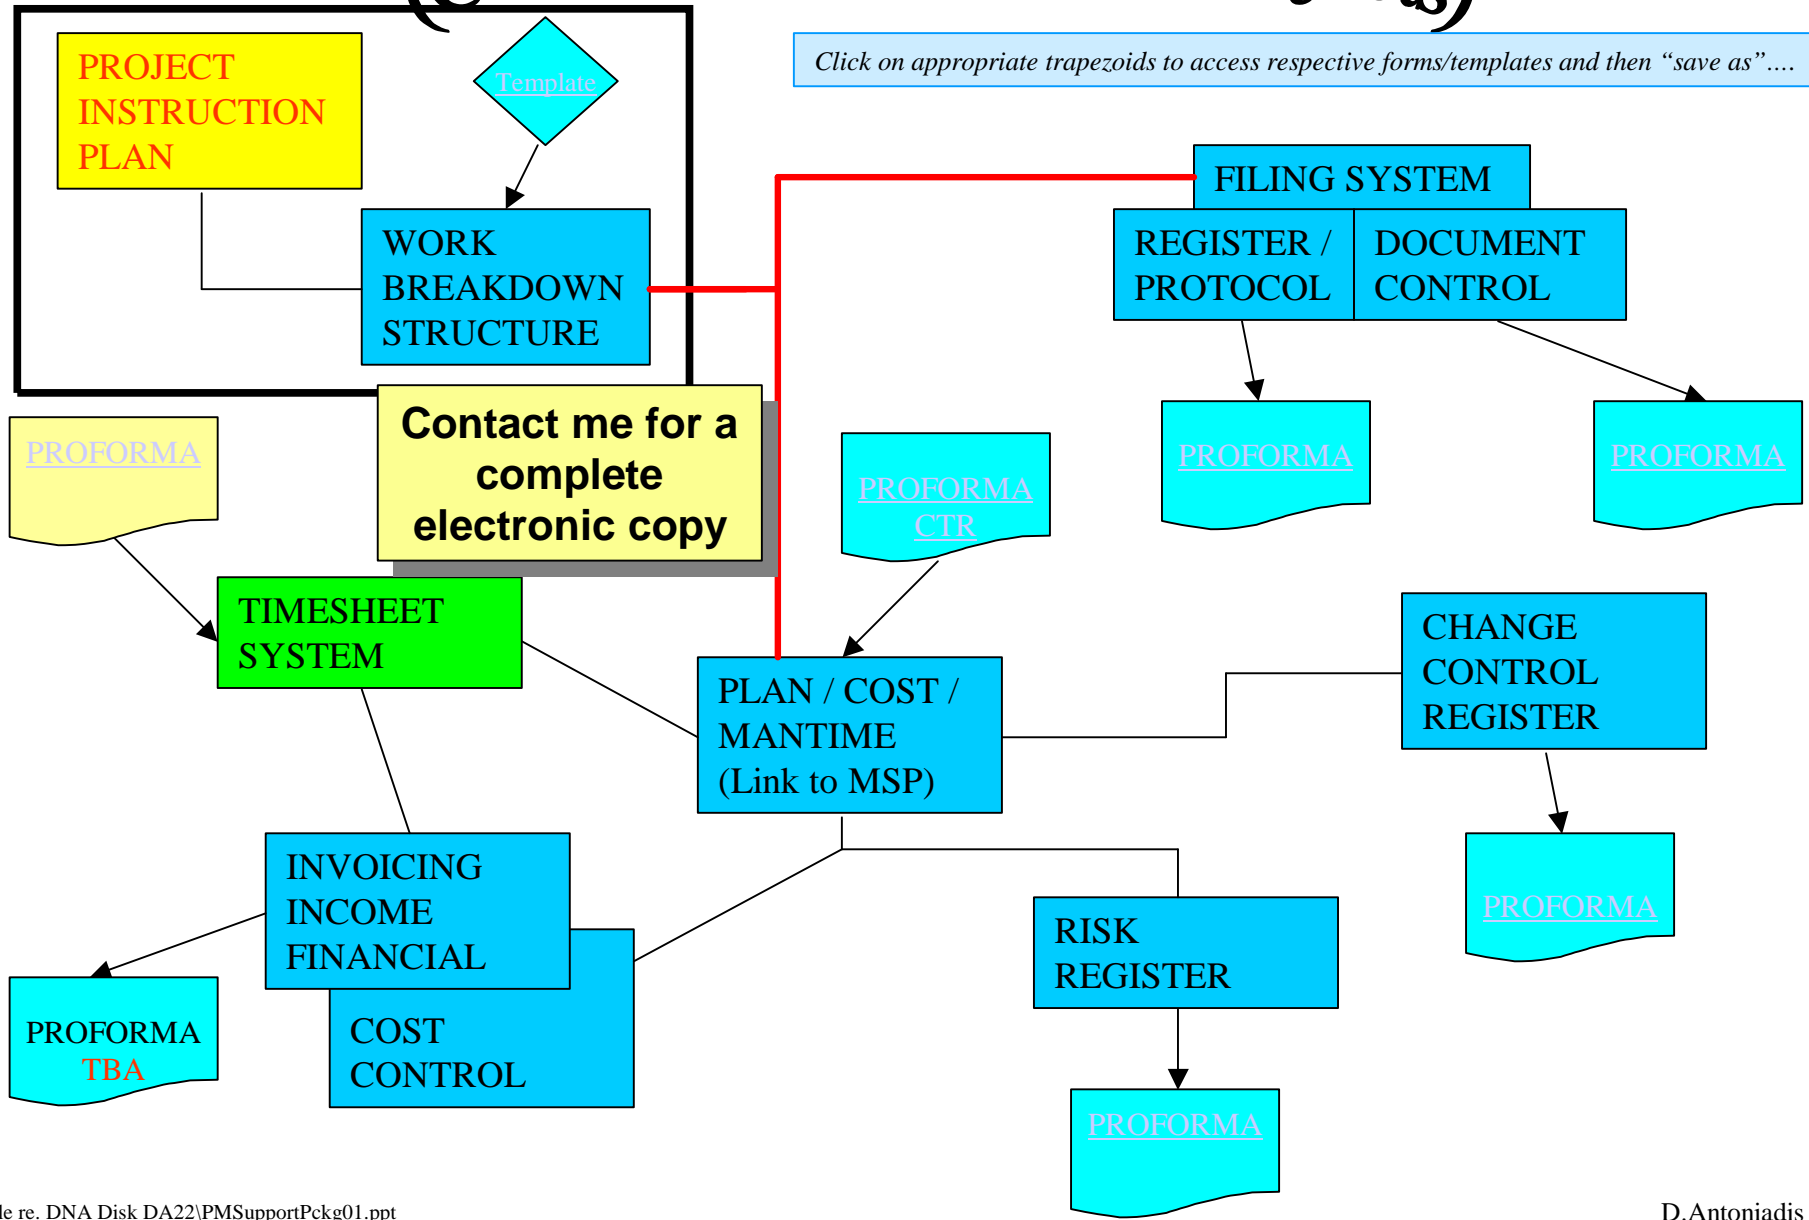 Click on appropriate trapezoids to access respective forms/templates and then “save as”….
PROJECT
INSTRUCTION
PLAN
Template
WORK
BREAKDOWN
STRUCTURE
FILING SYSTEM
REGISTER /
PROTOCOL
DOCUMENT
CONTROL
Contact me for a
complete
electronic copy
PROFORMA
PROFORMA
CTR
PROFORMA
PROFORMA
TIMESHEET
SYSTEM
PLAN / COST /
MANTIME
(Link to MSP)
CHANGE
CONTROL
REGISTER
INVOICING
INCOME
FINANCIAL
COST
CONTROL
RISK
REGISTER
PROFORMA
PROFORMA
TBA
PROFORMA
re. DNA Disk DA22\PMSupportPckg01.ppt
D.Antoniadis